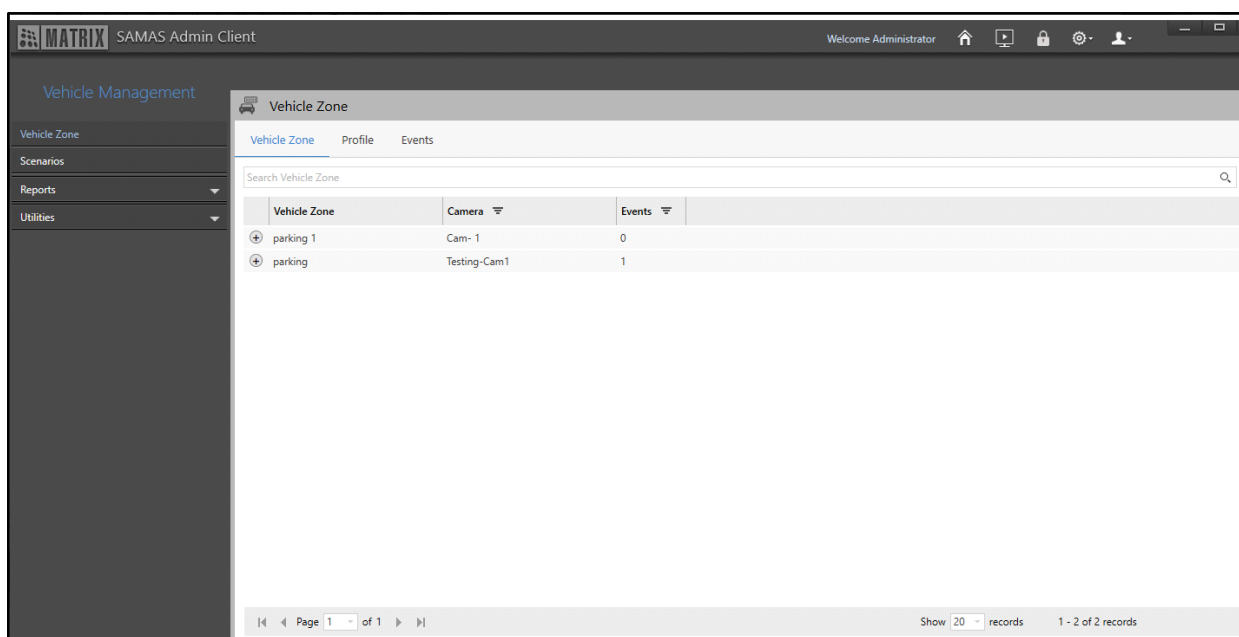 MATRIX SAMAS Admin Client Welcome Administrator
Vehicle Management
Vehicle Zone
Vehicle Zone
Scenarios
Reports
Utilities
Vehicle Zone Profile Events
Search Vehicle Zone
Vehicle Zone Camera Events
parking 1 Cam- 1 0
parking Testing-Cam1 1
Page 1 of 1 Show 20 records 1 - 2 of 2 records